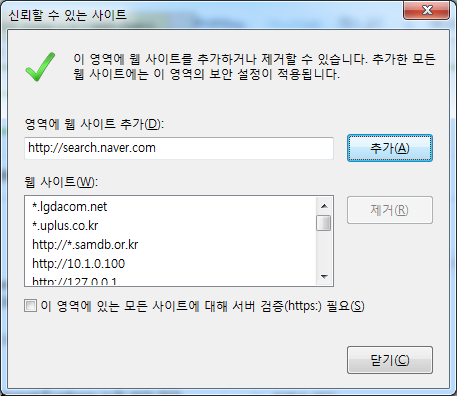 신뢰할 수 있는 사이트
이 영역에 웹 사이트를 추가하거나 제거할 수 있습니다. 추가한 모든
웹 사이트에는 이 영역의 보안 설정이 적용됩니다.
영역에 웹 사이트 추가(D):
http://search.naver.com
추가(A)
웹 사이트(W):
*.lgdacom.net
*.uplus.co.kr
http://*.samdb.or.kr
http://10.1.0.100
http://127.0.0.1
제거(R)
이 영역에 있는 모든 사이트에 대해 서버 검증(https:) 필요(S)
닫기(C)